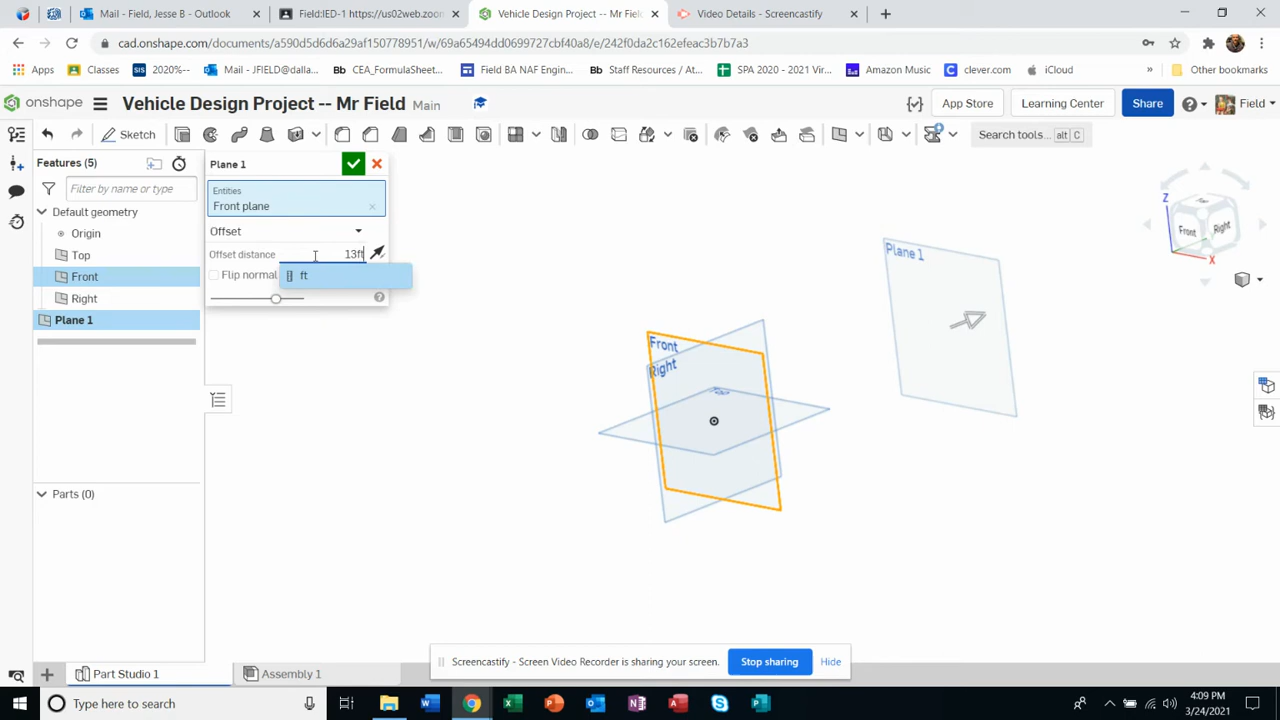 Mail - Field, Jesse B - Outlook
Field:IED-1 https://us02web.zoom
Vehicle Design Project -- Mr Fiel
Video Details - Screencastify
cad.onshape.com/documents/a590d5d6d6a29af150778951/w/69a65494dd0699727cbf40a8/e/242f0da2c162efeac3b7b7a3
Apps
Classes
SIS
2020%--
Mail - JFIELD@dalla...
Bb
CEA_FormulaSheet...
Field BA NAF Engin...
Bb
Staff Resources / At...
SPA 2020 - 2021 Vir...
Amazon Music
clever.com
iCloud
»
Other bookmarks
onshape
Vehicle Design Project -- Mr Field
Main
App Store
Learning Center
Share
Field
Sketch
Search tools...
alt
C
Features (5)
Filter by name or type
Default geometry
Origin
Top
Front
Right
Plane 1
Parts (0)
Plane 1
Entities
Front plane
Offset
Offset distance
13ft
ft
Flip normal
Plane 1
Front
Right
Z
Front
Right
X
Screencastify - Screen Video Recorder is sharing your screen.
Stop sharing
Hide
Part Studio 1
Assembly 1
Type here to search
4:09 PM
3/24/2021